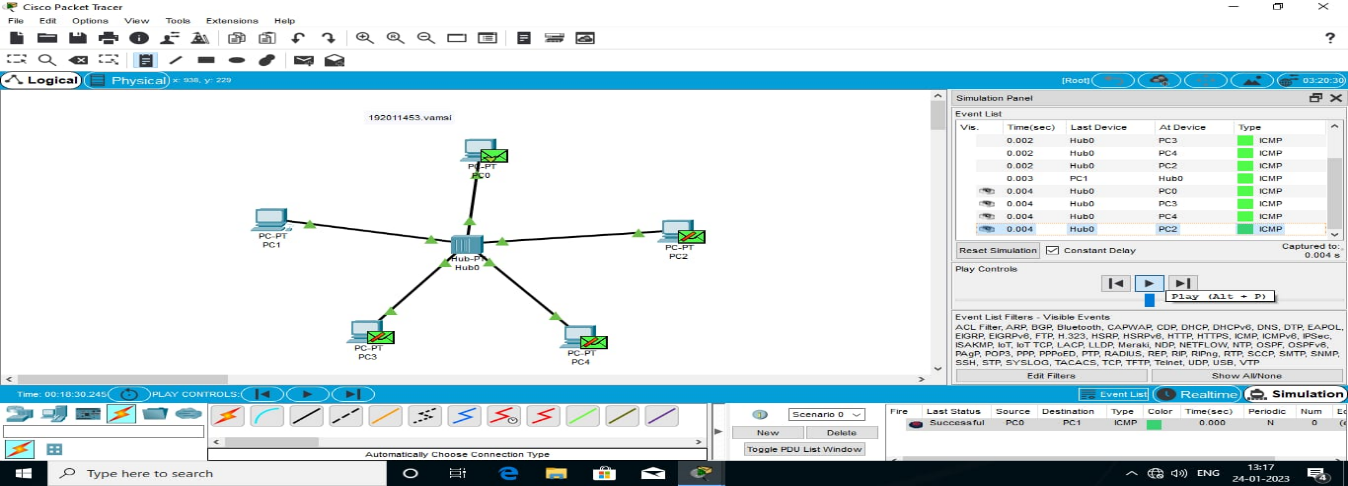 Cisco Packet Tracer
File Edit Options View Tools Extensions Help
?
Logical Physical x: 936, y: 229 [Root] 03:20:30
192011453.vamsi
PC-PT
PC0
PC-PT
PC1
PC-PT
PC2
Hub-PT
Hub0
PC-PT
PC3
PC-PT
PC4
Simulation Panel
Event List
Vis. Time(sec) Last Device At Device Type
0.002 Hub0 PC3 ICMP
0.002 Hub0 PC4 ICMP
0.002 Hub0 PC2 ICMP
0.003 PC1 Hub0 ICMP
0.004 Hub0 PC0 ICMP
0.004 Hub0 PC3 ICMP
0.004 Hub0 PC4 ICMP
0.004 Hub0 PC2 ICMP
Reset Simulation Constant Delay Captured to:
0.004 s
Play Controls
Play (Alt + P)
Event List Filters - Visible Events
ACL Filter, ARP, BGP, Bluetooth, CAPWAP, CDP, DHCP, DHCPv6, DNS, DTP, EAPOL,
EIGRP, EIGRPv6, FTP, H.323, HSRP, HSRPv6, HTTP, HTTPS, ICMP, ICMPv6, IPSec,
ISAKMP, IoT, IoT TCP, LACP, LLDP, Meraki, NDP, NETFLOW, NTP, OSPF, OSPFv6,
PAgP, POP3, PPP, PPPoED, PTP, RADIUS, REP, RIP, RIPng, RTP, SCCP, SMTP, SNMP,
SSH, STP, SYSLOG, TACACS, TCP, TFTP, Telnet, UDP, USB, VTP
Edit Filters Show All/None
Time: 00:18:30.245 PLAY CONTROLS: Event List Realtime Simulation
Scenario 0
New Delete
Toggle PDU List Window
Fire Last Status Source Destination Type Color Time(sec) Periodic Num
Successful PC0 PC1 ICMP 0.000 N 0
Automatically Choose Connection Type
Type here to search
ENG
13:17
24-01-2023
4